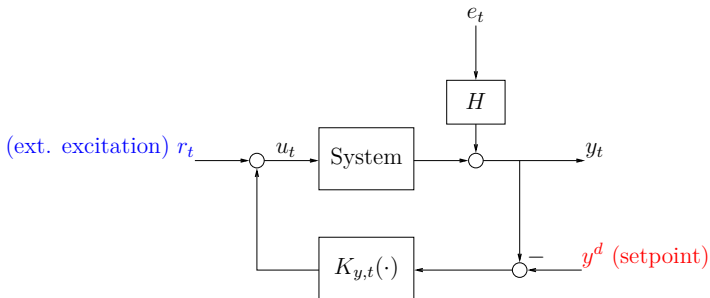 e_t
H
(ext. excitation) r_t
u_t
System
y_t
K_{y,t}(·)
−
y^d (setpoint)